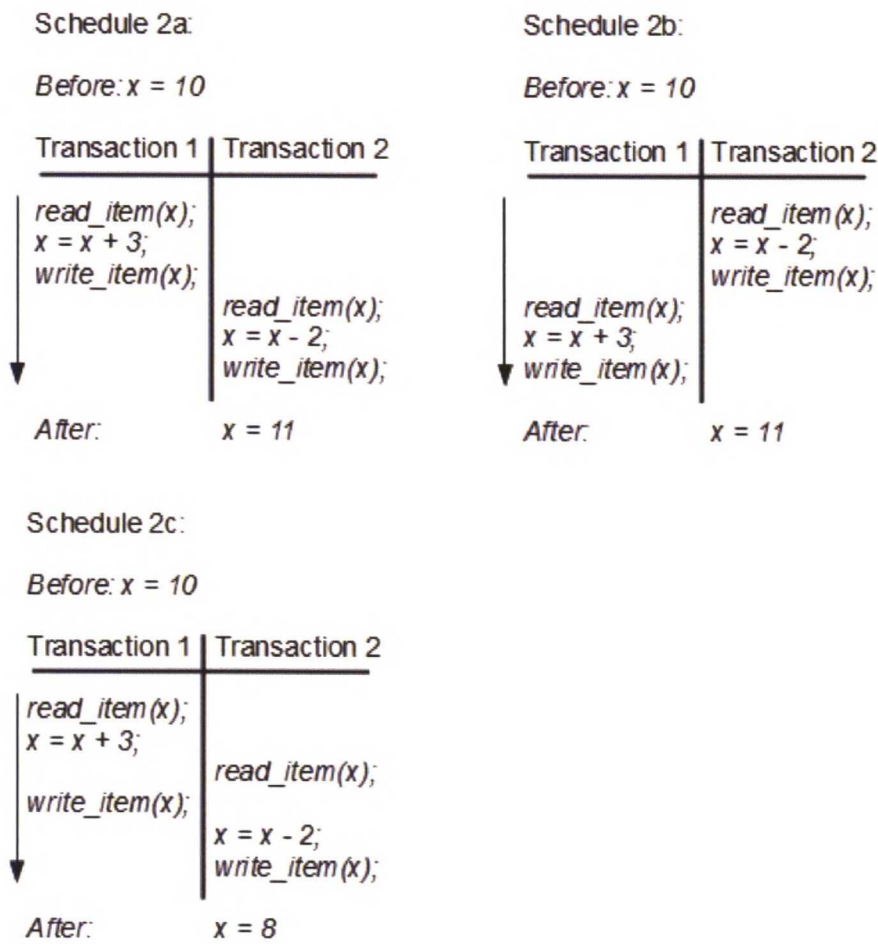 Schedule 2a:
Before: x = 10
Transaction 1 Transaction 2
read_item(x);
x = x + 3;
write_item(x);
read_item(x);
x = x - 2;
write_item(x);
After: x = 11
Schedule 2b:
Before: x = 10
Transaction 1 Transaction 2
read_item(x);
x = x - 2;
write_item(x);
read_item(x);
x = x + 3;
write_item(x);
After: x = 11
Schedule 2c:
Before: x = 10
Transaction 1 Transaction 2
read_item(x);
x = x + 3;
read_item(x);
write_item(x);
x = x - 2;
write_item(x);
After: x = 8